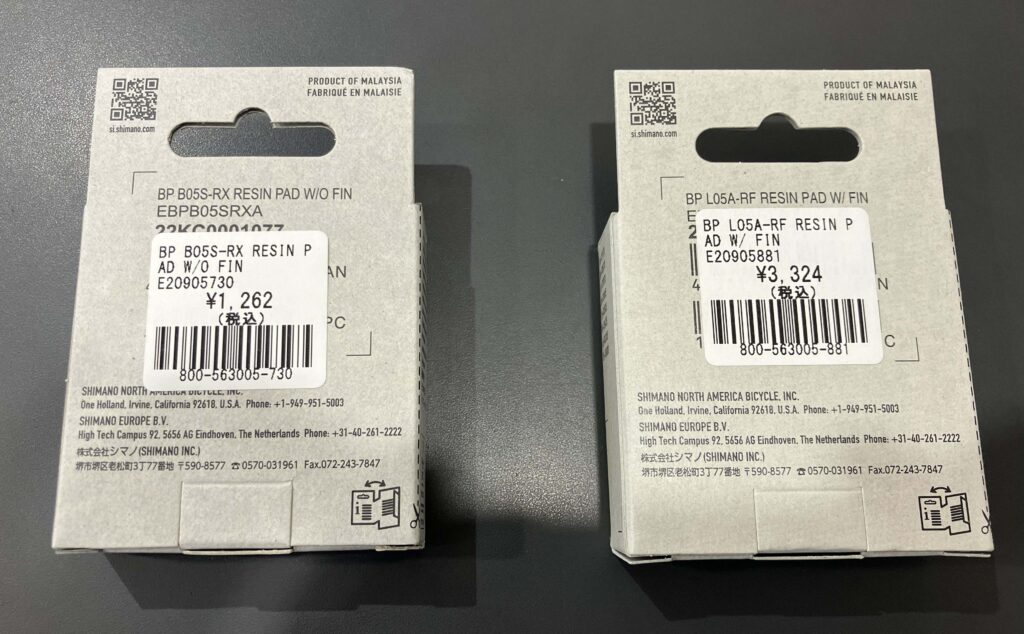 PRODUCT OF MALAYSIA
FABRIQUÉ EN MALAISIE
si.shimano.com
BP B05S-RX RESIN PAD W/O FIN
EBPB05SRXA
22KC0001077
BP B05S-RX RESIN P
AD W/O FIN
E20905730
¥1,262
(税込)
800-563005-730
AN
PC
SHIMANO NORTH AMERICA BICYCLE, INC.
One Holland, Irvine, California 92618, U.S.A. Phone: +1-949-951-5003
SHIMANO EUROPE B.V.
High Tech Campus 92, 5656 AG Eindhoven, The Netherlands Phone: +31-40-261-2222
株式会社シマノ(SHIMANO INC.)
堺市堺区老松町3丁77番地 〒590-8577 ☎0570-031961 Fax.072-243-7847
PRODUCT OF MALAYSIA
FABRIQUÉ EN MALAISIE
si.shimano.com
BP L05A-RF RESIN PAD W/ FIN
BP L05A-RF RESIN P
AD W/ FIN
E20905881
¥3,324
(税込)
800-563005-881
N
C
SHIMANO NORTH AMERICA BICYCLE, INC.
One Holland, Irvine, California 92618, U.S.A. Phone: +1-949-951-5003
SHIMANO EUROPE B.V.
High Tech Campus 92, 5656 AG Eindhoven, The Netherlands Phone: +31-40-261-2222
株式会社シマノ(SHIMANO INC.)
堺市堺区老松町3丁77番地 〒590-8577 ☎0570-031961 Fax.072-243-7847